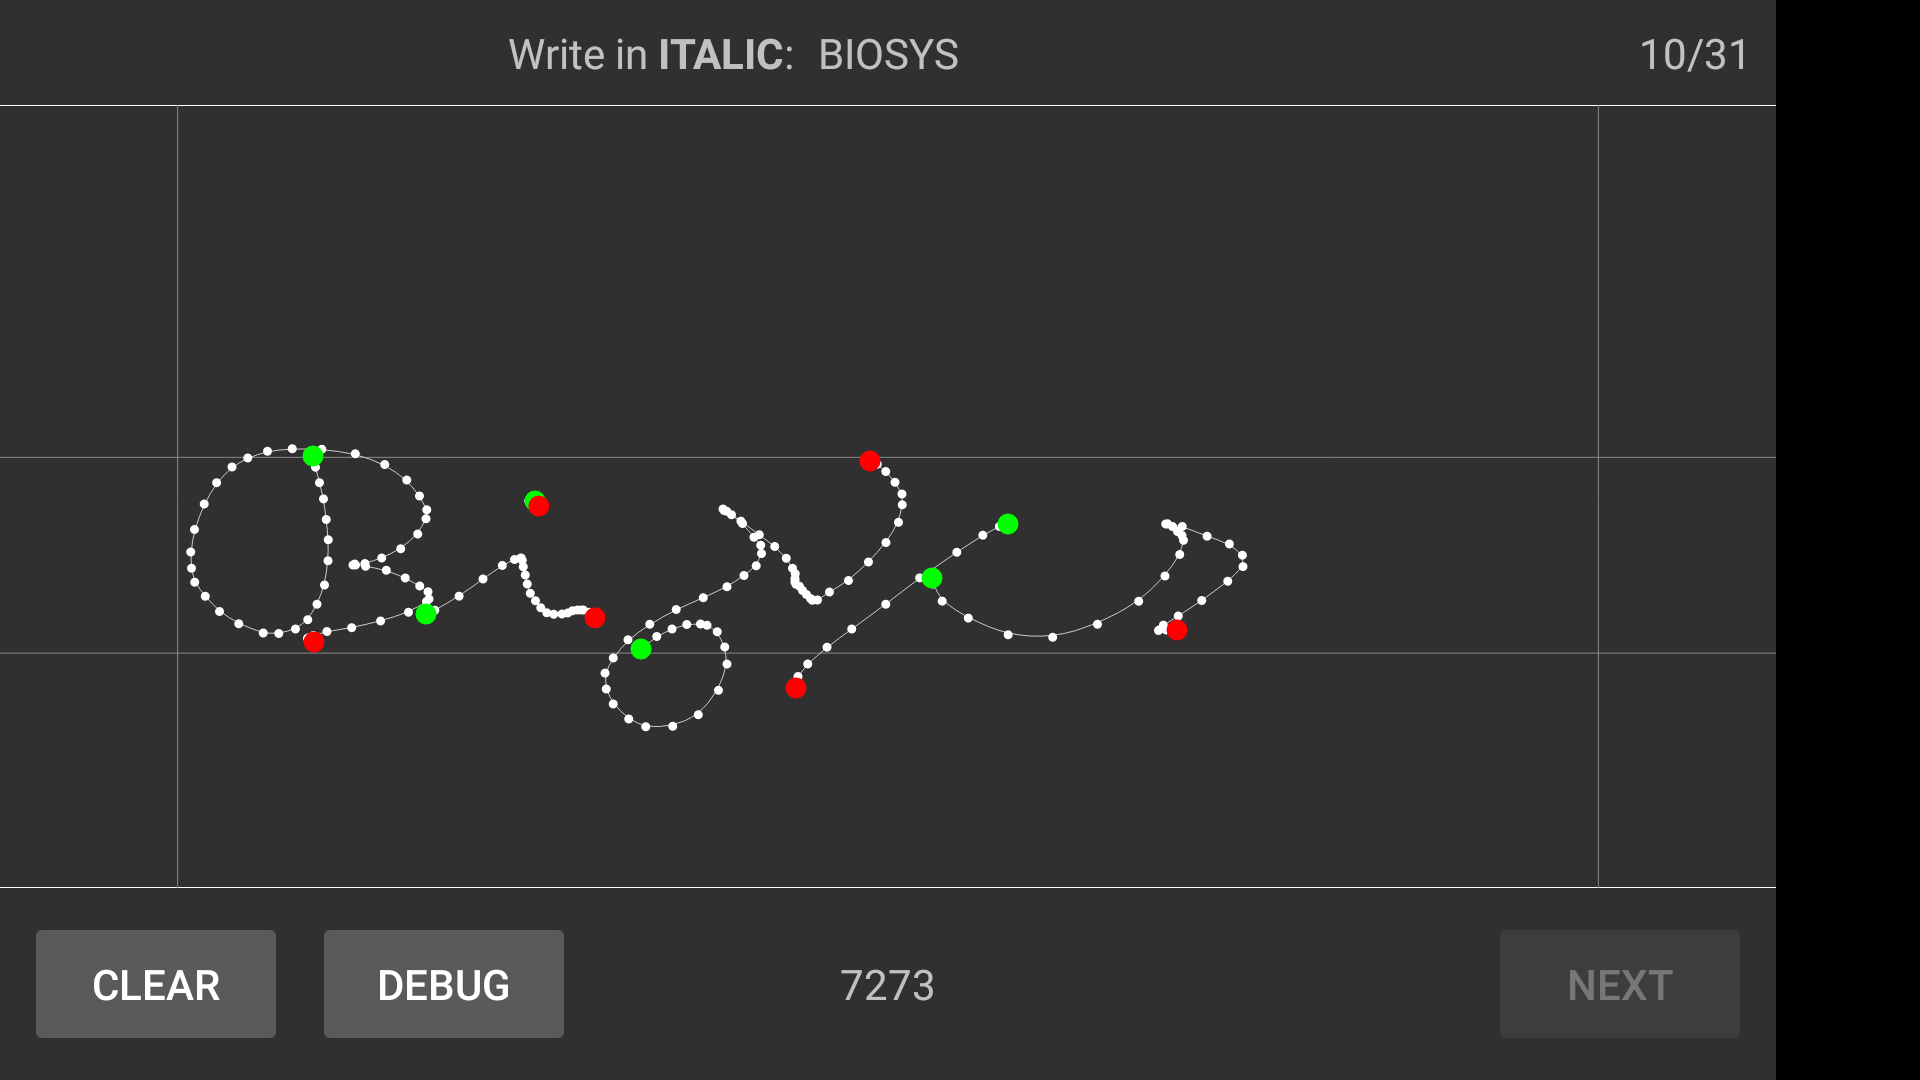 Write in ITALIC: BIOSYS
10/31
Biosys
CLEAR
DEBUG
7273
NEXT